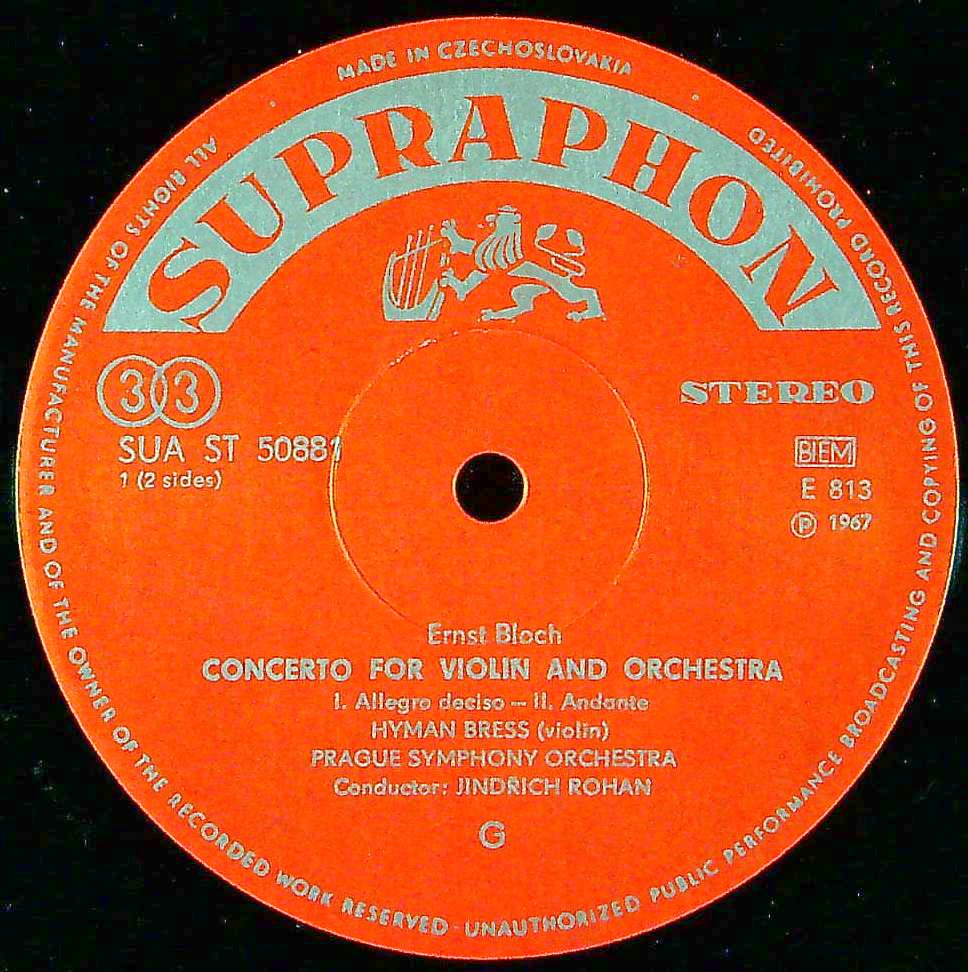 MADE IN CZECHOSLOVAKIA
ALL RIGHTS OF THE MANUFACTURER AND OF THE OWNER OF THE RECORDED WORK RESERVED - UNAUTHORIZED PUBLIC PERFORMANCE BROADCASTING AND COPYING OF THIS RECORD PROHIBITED
SUPRAPHON
33
STEREO
SUA ST 50881
BIEM
1 (2 sides)
E 813
℗ 1967
Ernst Bloch
CONCERTO FOR VIOLIN AND ORCHESTRA
I. Allegro deciso — II. Andante
HYMAN BRESS (violin)
PRAGUE SYMPHONY ORCHESTRA
Conductor: JINDRICH ROHAN
G